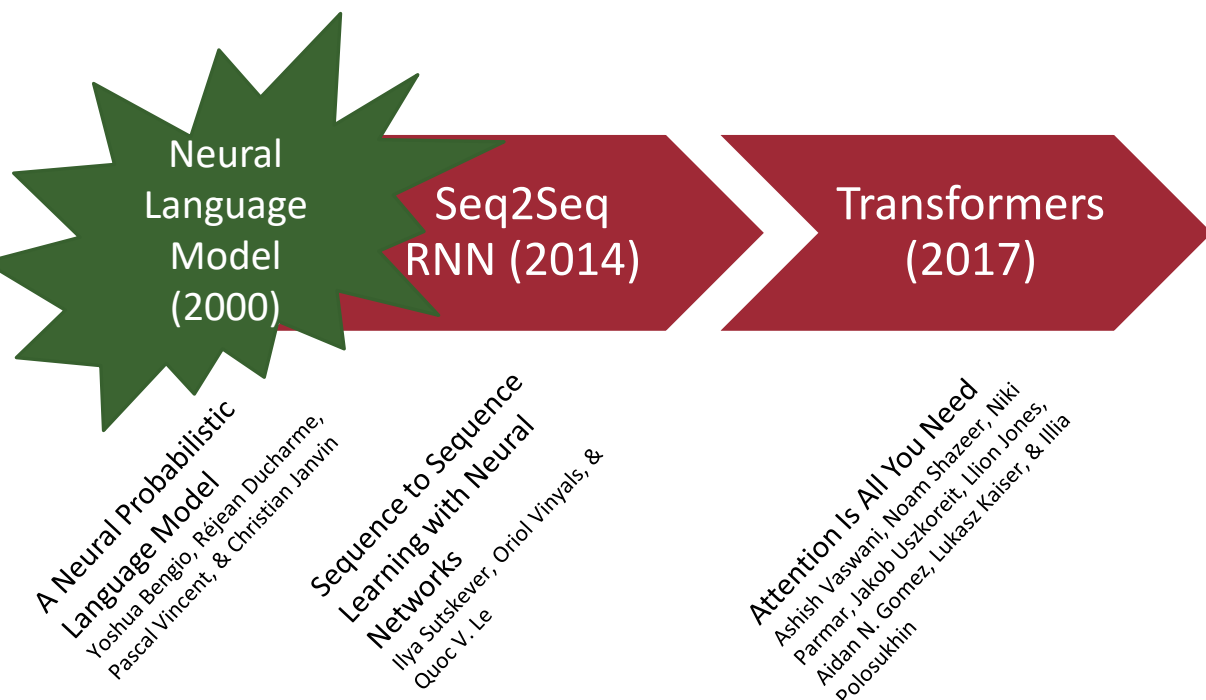 Neural
Language
Model
(2000)
Seq2Seq
RNN (2014)
Transformers
(2017)
A Neural Probabilistic
Language Model
Yoshua Bengio, Réjean Ducharme,
Pascal Vincent, & Christian Janvin
Sequence to Sequence
Learning with Neural
Networks
Ilya Sutskever, Oriol Vinyals, &
Quoc V. Le
Attention Is All You Need
Ashish Vaswani, Noam Shazeer, Niki
Parmar, Jakob Uszkoreit, Llion Jones,
Aidan N. Gomez, Lukasz Kaiser, & Illia
Polosukhin